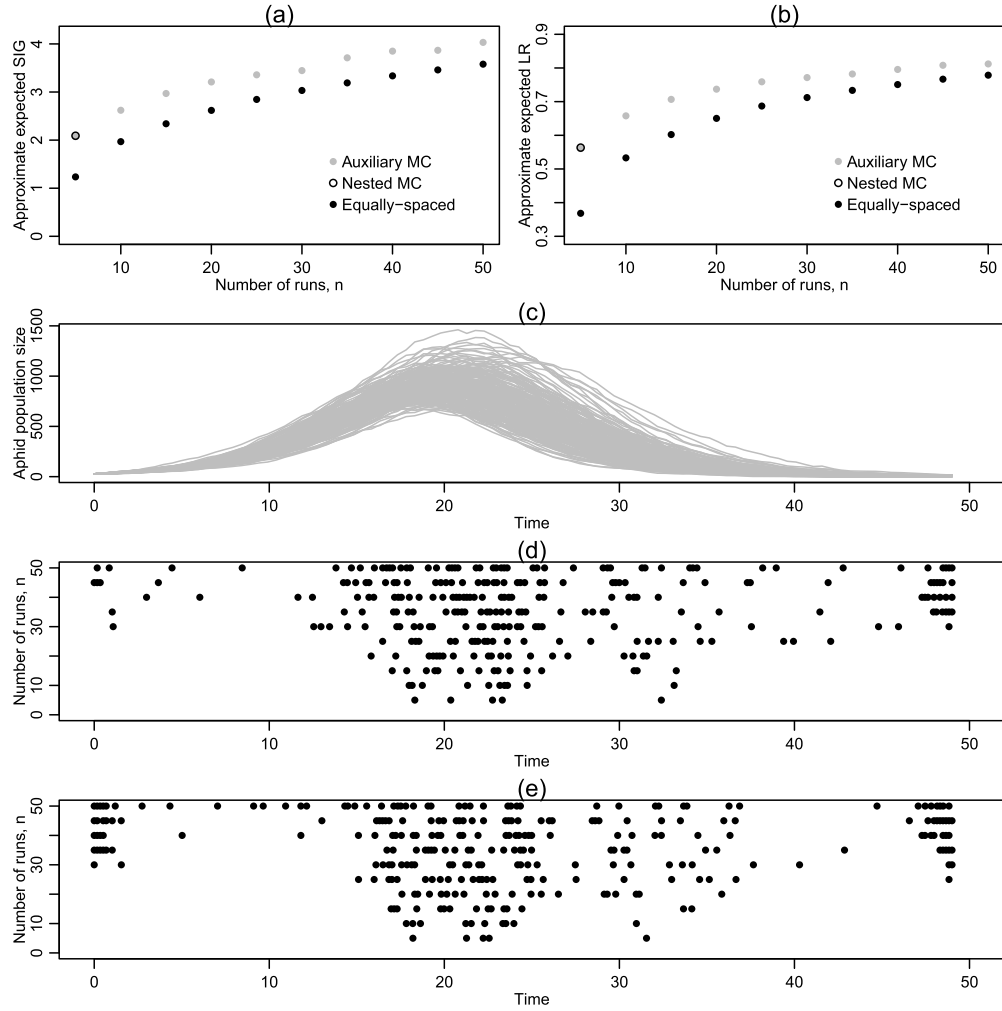 (a)
Approximate expected SIG
0 1 2 3 4
Auxiliary MC
Nested MC
Equally−spaced
10 20 30 40 50
Number of runs, n
(b)
Approximate expected LR
0.3 0.5 0.7 0.9
Auxiliary MC
Nested MC
Equally−spaced
10 20 30 40 50
Number of runs, n
(c)
Aphid population size
0 500 1000 1500
0 10 20 30 40 50
Time
(d)
Number of runs, n
0 10 30 50
0 10 20 30 40 50
Time
(e)
Number of runs, n
0 10 30 50
0 10 20 30 40 50
Time